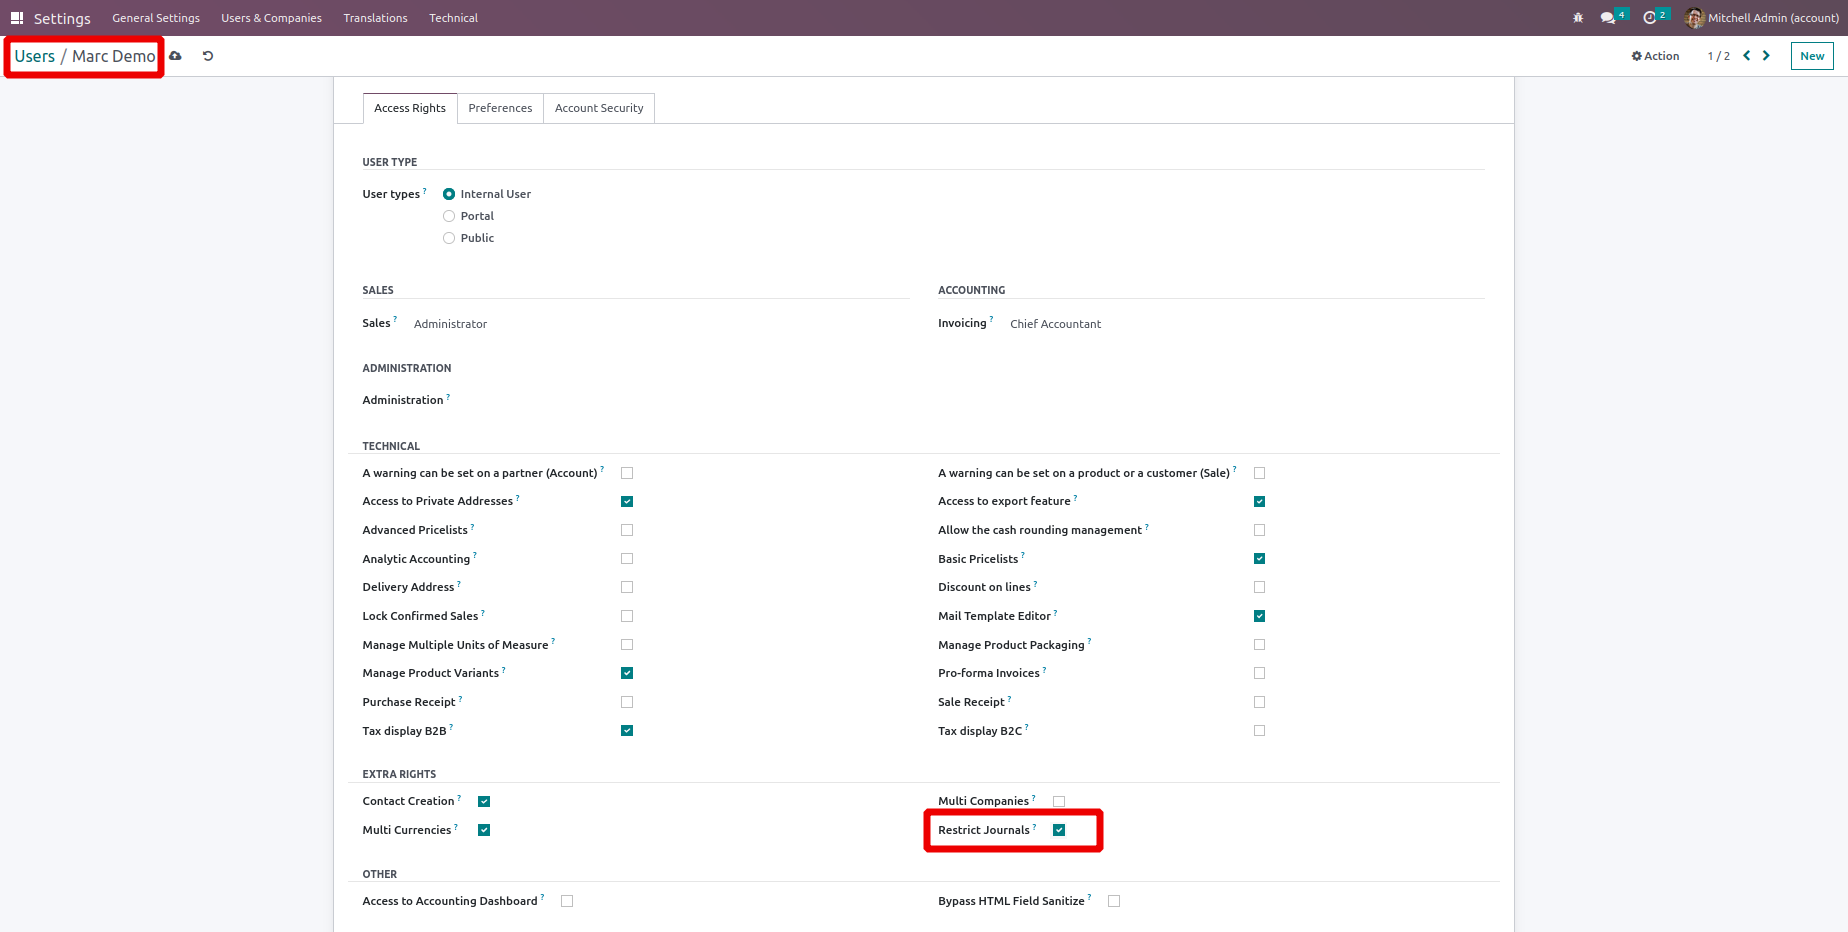 Settings General Settings Users & Companies Translations Technical 4 2 Mitchell Admin (account)
Users / Marc Demo Action 1 / 2 New
Access Rights Preferences Account Security
USER TYPE
User types ? Internal User
Portal
Public
SALES ACCOUNTING
Sales ? Administrator Invoicing ? Chief Accountant
ADMINISTRATION
Administration ?
TECHNICAL
A warning can be set on a partner (Account) ? A warning can be set on a product or a customer (Sale) ?
Access to Private Addresses ? Access to export feature ?
Advanced Pricelists ? Allow the cash rounding management ?
Analytic Accounting ? Basic Pricelists ?
Delivery Address ? Discount on lines ?
Lock Confirmed Sales ? Mail Template Editor ?
Manage Multiple Units of Measure ? Manage Product Packaging ?
Manage Product Variants ? Pro-forma Invoices ?
Purchase Receipt ? Sale Receipt ?
Tax display B2B ? Tax display B2C ?
EXTRA RIGHTS
Contact Creation ? Multi Companies ?
Multi Currencies ? Restrict Journals ?
OTHER
Access to Accounting Dashboard ? Bypass HTML Field Sanitize ?